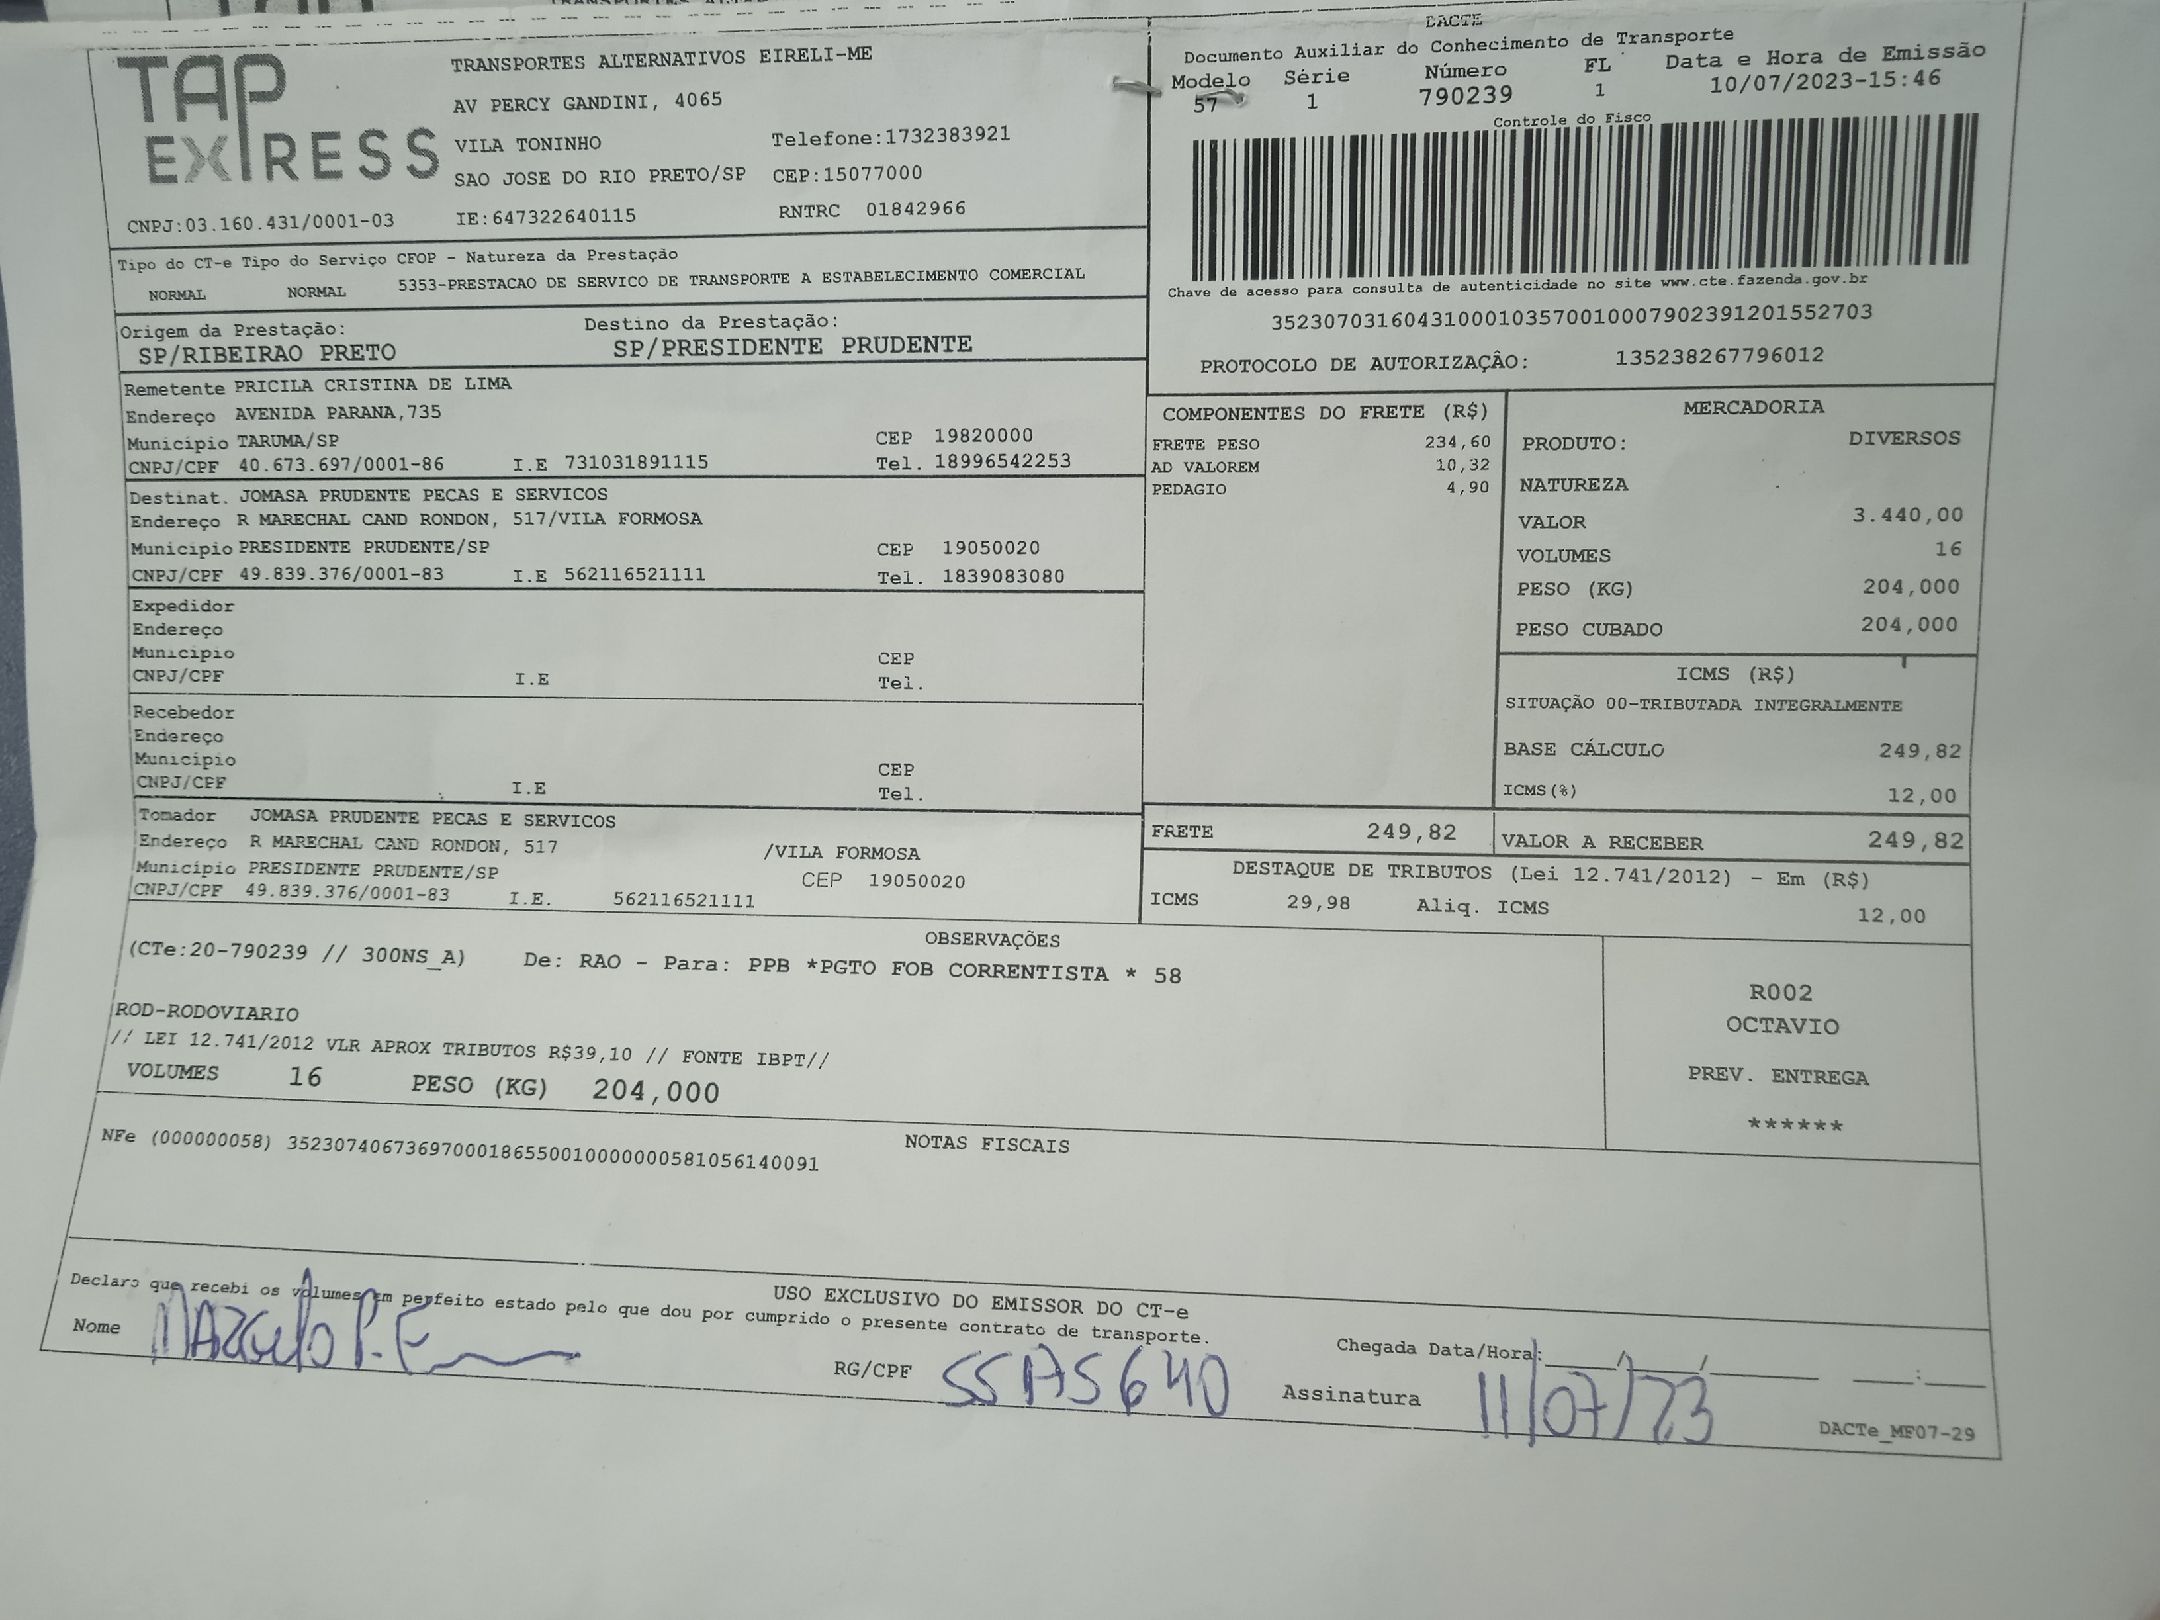 TAP EXPRESS
TRANSPORTES ALTERNATIVOS EIRELI-ME
AV PERCY GANDINI, 4065
VILA TONINHO Telefone:1732383921
SAO JOSE DO RIO PRETO/SP CEP:15077000
CNPJ:03.160.431/0001-03 IE:647322640115 RNTRC 01842966
DACTE
Documento Auxiliar do Conhecimento de Transporte
Modelo Série Número FL Data e Hora de Emissão
57 1 790239 1 10/07/2023-15:46
Controle do Fisco
Chave de acesso para consulta de autenticidade no site www.cte.fazenda.gov.br
35230703160431000103570010007902391201552703
PROTOCOLO DE AUTORIZAÇÂO: 135238267796012
Tipo do CT-e Tipo do Serviço CFOP - Natureza da Prestação
NORMAL NORMAL 5353-PRESTACAO DE SERVICO DE TRANSPORTE A ESTABELECIMENTO COMERCIAL
Origem da Prestação: Destino da Prestação:
SP/RIBEIRAO PRETO SP/PRESIDENTE PRUDENTE
Remetente PRICILA CRISTINA DE LIMA
Endereço AVENIDA PARANA,735
Município TARUMA/SP CEP 19820000
CNPJ/CPF 40.673.697/0001-86 I.E 731031891115 Tel. 18996542253
Destinat. JOMASA PRUDENTE PECAS E SERVICOS
Endereço R MARECHAL CAND RONDON, 517/VILA FORMOSA
Município PRESIDENTE PRUDENTE/SP CEP 19050020
CNPJ/CPF 49.839.376/0001-83 I.E 562116521111 Tel. 1839083080
Expedidor
Endereço
Município CEP
CNPJ/CPF I.E Tel.
Recebedor
Endereço
Município CEP
CNPJ/CPF I.E Tel.
Tomador JOMASA PRUDENTE PECAS E SERVICOS
Endereço R MARECHAL CAND RONDON, 517 /VILA FORMOSA
Município PRESIDENTE PRUDENTE/SP CEP 19050020
CNPJ/CPF 49.839.376/0001-83 I.E. 562116521111
COMPONENTES DO FRETE (R$)
FRETE PESO 234,60
AD VALOREM 10,32
PEDAGIO 4,90
MERCADORIA
PRODUTO: DIVERSOS
NATUREZA
VALOR 3.440,00
VOLUMES 16
PESO (KG) 204,000
PESO CUBADO 204,000
ICMS (R$)
SITUAÇÃO 00-TRIBUTADA INTEGRALMENTE
BASE CÁLCULO 249,82
ICMS(%) 12,00
FRETE 249,82 VALOR A RECEBER 249,82
DESTAQUE DE TRIBUTOS (Lei 12.741/2012) - Em (R$)
ICMS 29,98 Aliq. ICMS 12,00
OBSERVAÇÕES
(CTe:20-790239 // 300NS_A) De: RAO - Para: PPB *PGTO FOB CORRENTISTA * 58
ROD-RODOVIARIO
// LEI 12.741/2012 VLR APROX TRIBUTOS R$39,10 // FONTE IBPT//
VOLUMES 16 PESO (KG) 204,000
R002
OCTAVIO
PREV. ENTREGA
******
NOTAS FISCAIS
NFe (000000058) 35230740673697000186550010000000581056140091
USO EXCLUSIVO DO EMISSOR DO CT-e
Declaro que recebi os volumes em perfeito estado pelo que dou por cumprido o presente contrato de transporte.
Nome RG/CPF Assinatura Chegada Data/Hora: / / :
11/07/23
DACTe_MF07-29